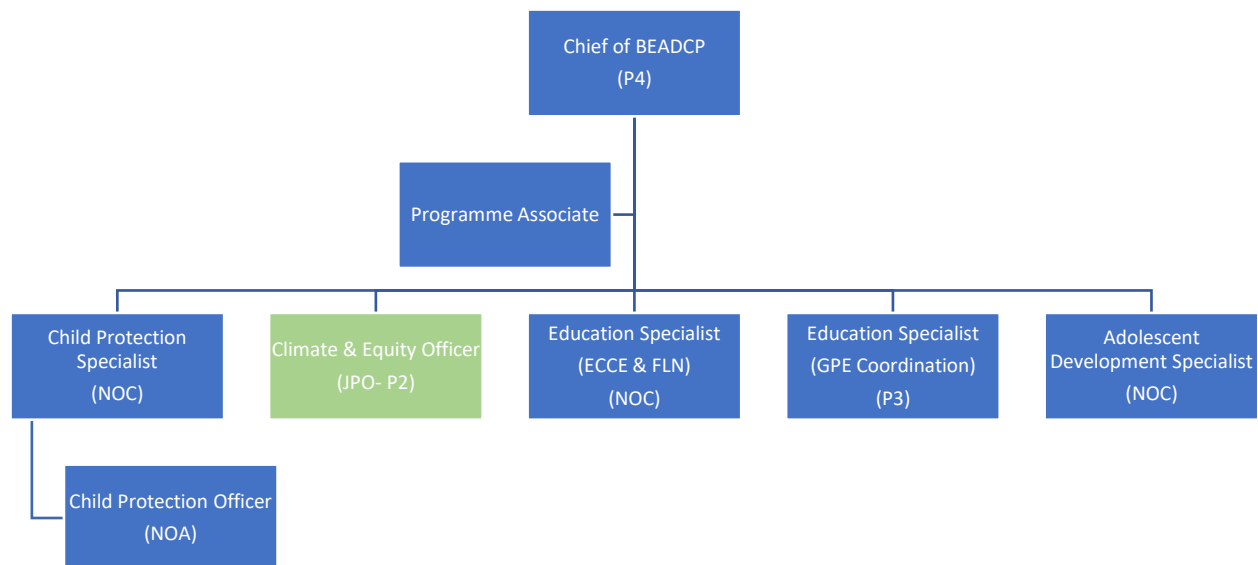 Chief of BEADCP
(P4)
Programme Associate
Child Protection
Specialist
(NOC)
Climate & Equity Officer
(JPO- P2)
Education Specialist
(ECCE & FLN)
(NOC)
Education Specialist
(GPE Coordination)
(P3)
Adolescent
Development Specialist
(NOC)
Child Protection Officer
(NOA)